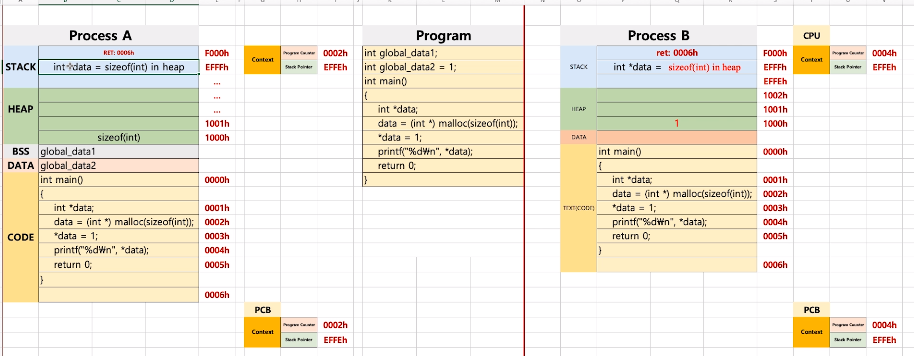 Process A
STACK
RET: 0006h
F000h
int *data = sizeof(int) in heap
EFFFh
EFFEh
...
HEAP
...
...
1001h
sizeof(int)
1000h
BSS
global_data1
DATA
global_data2
CODE
int main()
0000h
{
int *data;
0001h
data = (int *) malloc(sizeof(int));
0002h
*data = 1;
0003h
printf("%d₩n", *data);
0004h
return 0;
0005h
}
0006h
Context
Program Counter
0002h
Stack Pointer
EFFEh
PCB
Context
Program Counter
0002h
Stack Pointer
EFFEh
Program
int global_data1;
int global_data2 = 1;
int main()
{
int *data;
data = (int *) malloc(sizeof(int));
*data = 1;
printf("%d₩n", *data);
return 0;
}
Process B
STACK
ret: 0006h
F000h
int *data = sizeof(int) in heap
EFFFh
EFFEh
HEAP
1002h
1001h
1
1000h
DATA
TEXT(CODE)
int main()
0000h
{
int *data;
0001h
data = (int *) malloc(sizeof(int));
0002h
*data = 1;
0003h
printf("%d₩n", *data);
0004h
return 0;
0005h
}
0006h
CPU
Context
Program Counter
0004h
Stack Pointer
EFFEh
PCB
Context
Program Counter
0004h
Stack Pointer
EFFEh